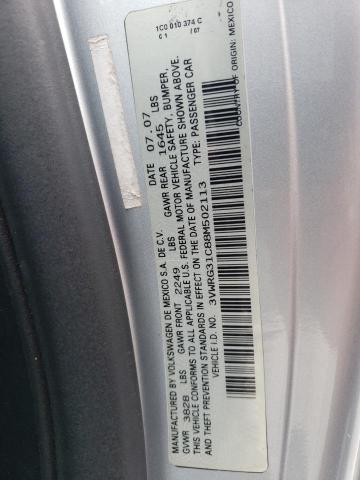 1C0 010 374 C
G 1 / 07
MANUFACTURED BY VOLKSWAGEN DE MEXICO S.A. DE C.V. DATE 07.07
GVWR 3828 LBS GAWR FRONT 2249 LBS GAWR REAR 1645 LBS
THIS VEHICLE CONFORMS TO ALL APPLICABLE U.S. FEDERAL MOTOR VEHICLE SAFETY, BUMPER,
AND THEFT PREVENTION STANDARDS IN EFFECT ON THE DATE OF MANUFACTURE SHOWN ABOVE.
VEHICLE I.D. NO.: 3VWRG31C88M502113 TYPE: PASSENGER CAR
COUNTRY OF ORIGIN: MEXICO